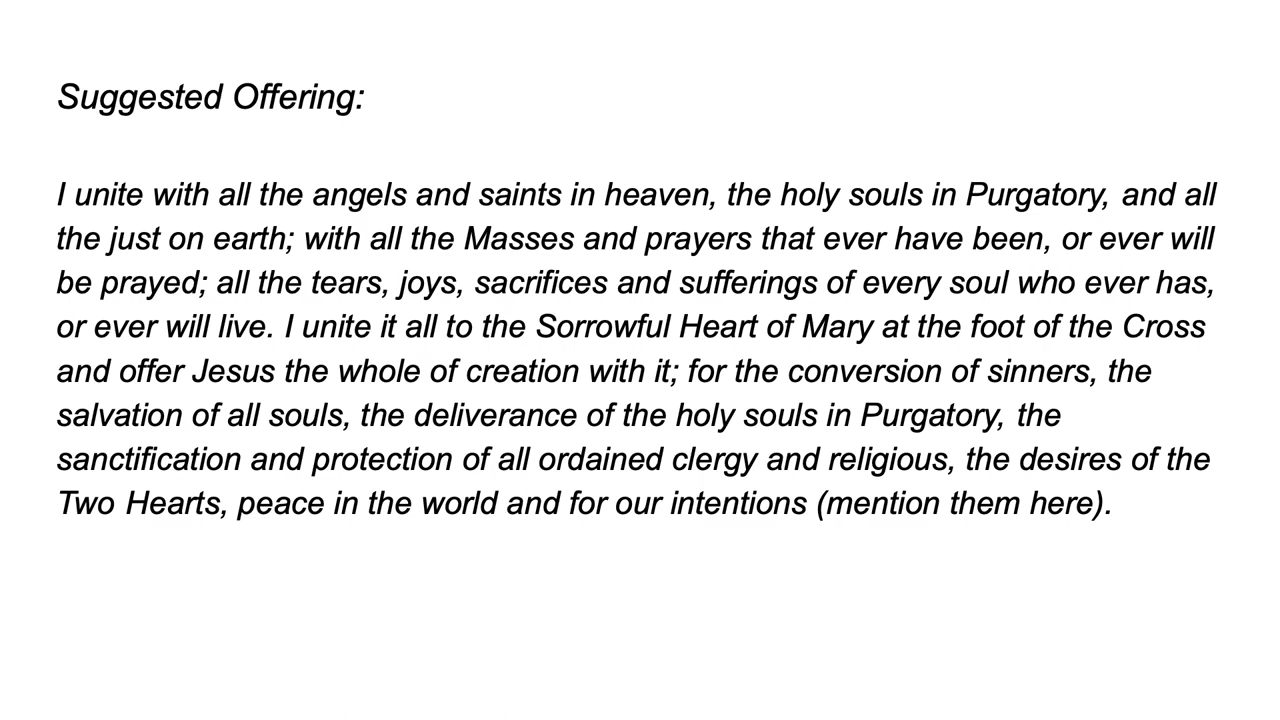 Suggested Offering:
I unite with all the angels and saints in heaven, the holy souls in Purgatory, and all
the just on earth; with all the Masses and prayers that ever have been, or ever will
be prayed; all the tears, joys, sacrifices and sufferings of every soul who ever has,
or ever will live. I unite it all to the Sorrowful Heart of Mary at the foot of the Cross
and offer Jesus the whole of creation with it; for the conversion of sinners, the
salvation of all souls, the deliverance of the holy souls in Purgatory, the
sanctification and protection of all ordained clergy and religious, the desires of the
Two Hearts, peace in the world and for our intentions (mention them here).